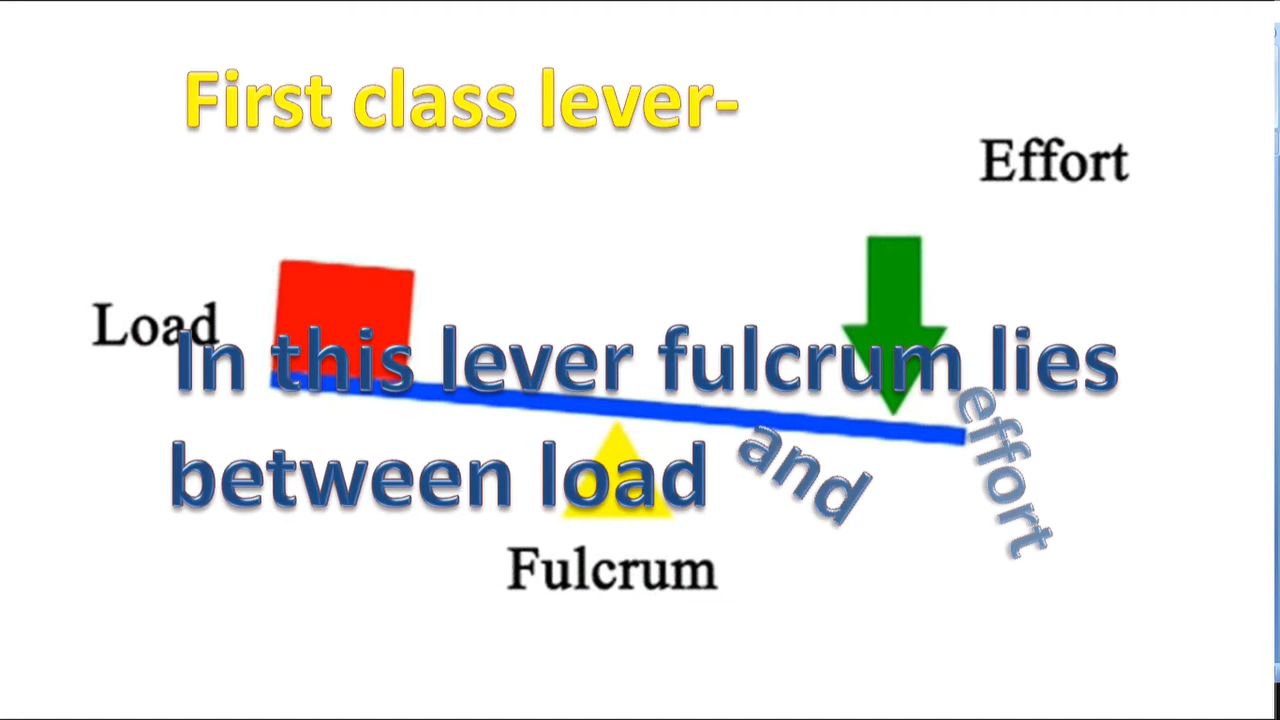 First class lever-
Effort
Load
In this lever fulcrum lies
between load and effort
Fulcrum